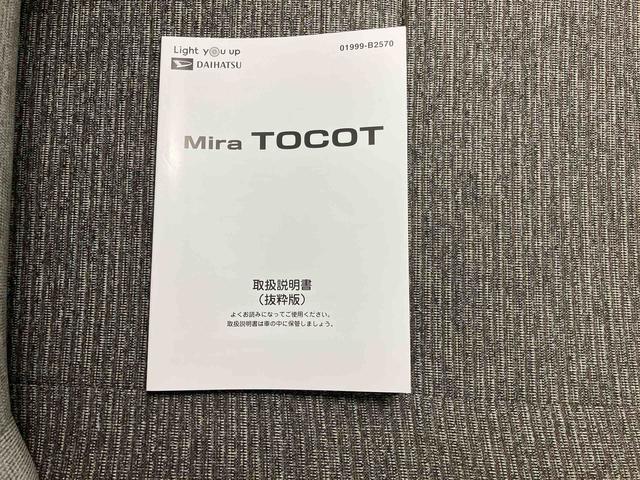 Light you up
01999-B2570
DAIHATSU
Mira TOCOT
取扱説明書
（抜粋版）
よくお読みになってご使用ください。
取扱説明書は車の中に保管しましょう。